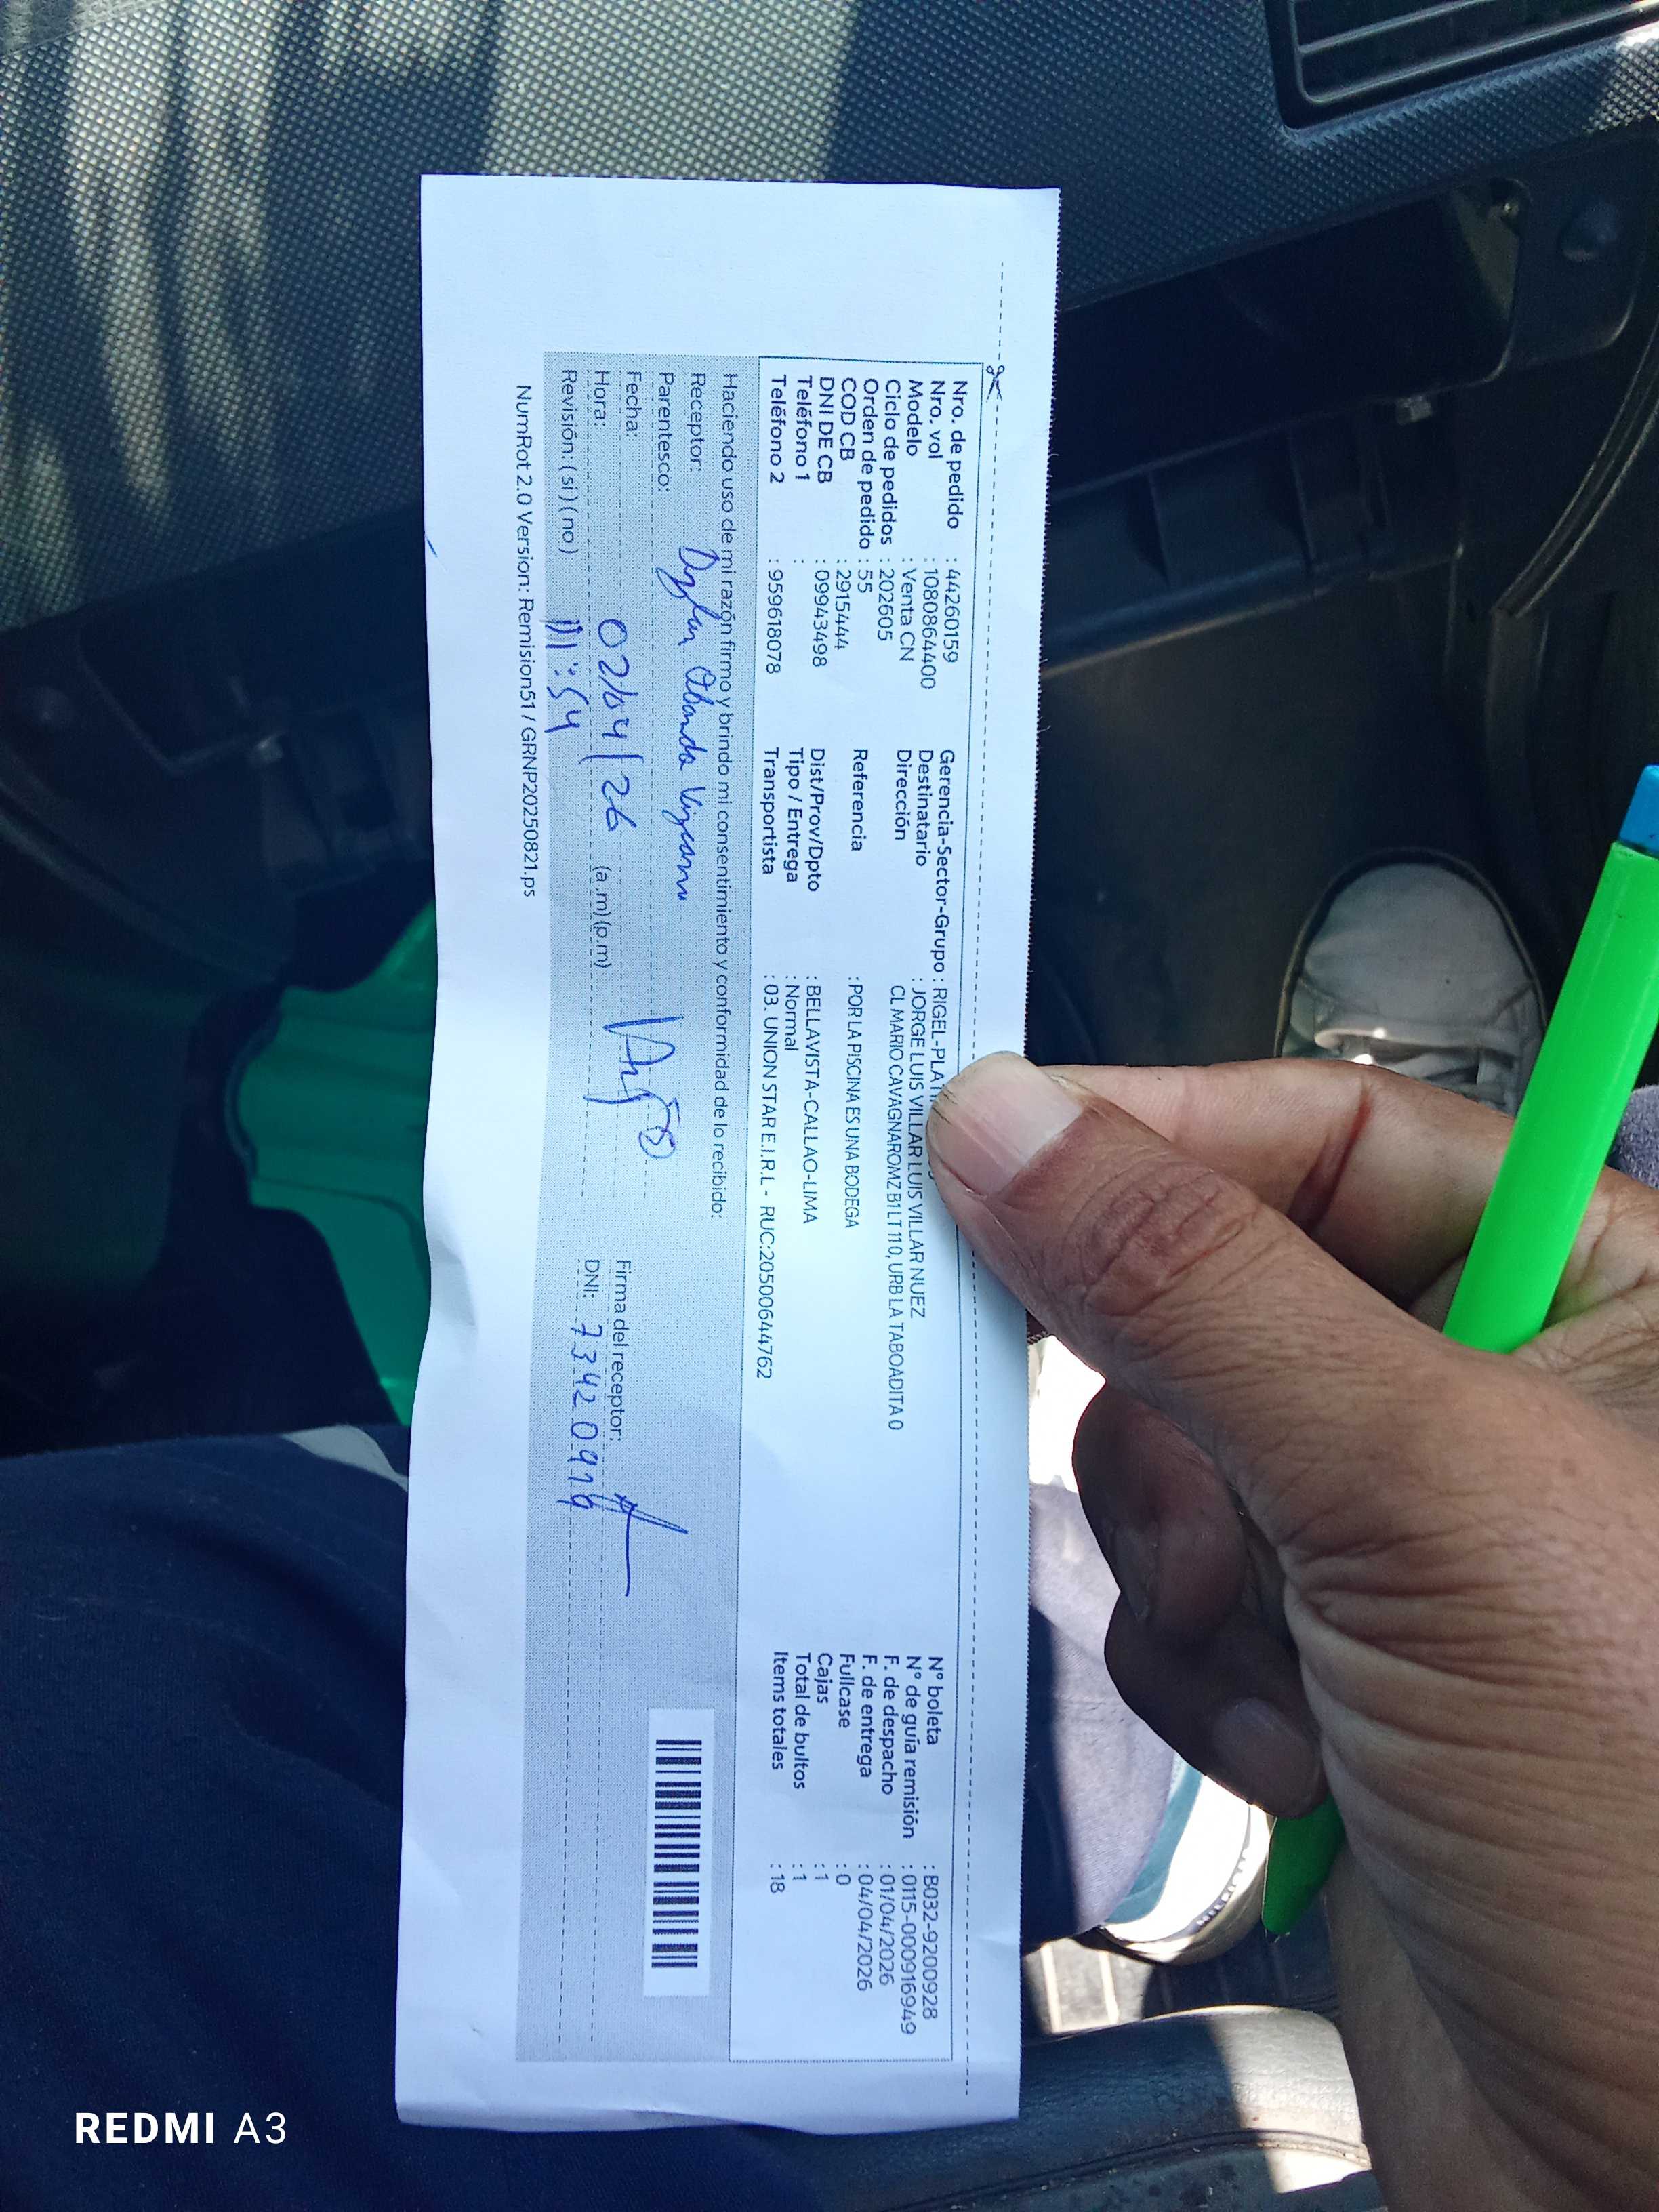 Nro. de pedido : 44260159
Nro. vol : 1080864400
Modelo : Venta CN
Ciclo de pedidos : 202605
Orden de pedido : 55
COD CB : 2915444
DNI DE CB : 09943498
Teléfono 1 :
Teléfono 2 : 959618078
Gerencia-Sector-Grupo : RIGEL-PLA
Destinatario : JORGE LUIS VILLAR LUIS VILLAR NUEZ
Dirección CL MARIO CAVAGNAROMZ B1 LT 11 0, URB LA TABOADITA 0
Referencia : POR LA PISCINA ES UNA BODEGA
Dist/Prov/Dpto : BELLAVISTA-CALLAO-LIMA
Tipo / Entrega : Normal
Transportista : 03. UNION STAR E.I.R.L - RUC:20500644762
N° boleta : B032-9200928
N° de guía remisión : 0115-000916949
F. de despacho : 01/04/2026
F. de entrega : 04/04/2026
Fullcase : 0
Cajas : 1
Total de bultos : 1
Items totales : 18
Haciendo uso de mi razón firmo y brindo mi consentimiento y conformidad de lo recibido:
Receptor:
Parentesco:
Fecha: 02/04/26
Hora: 11:54 (a.m)(p.m)
Revisión: (si) (no)
Firma del receptor:
DNI: 73420919
NumRot 2.0 Version: Remision51 / GRNP20250821.ps
REDMI A3